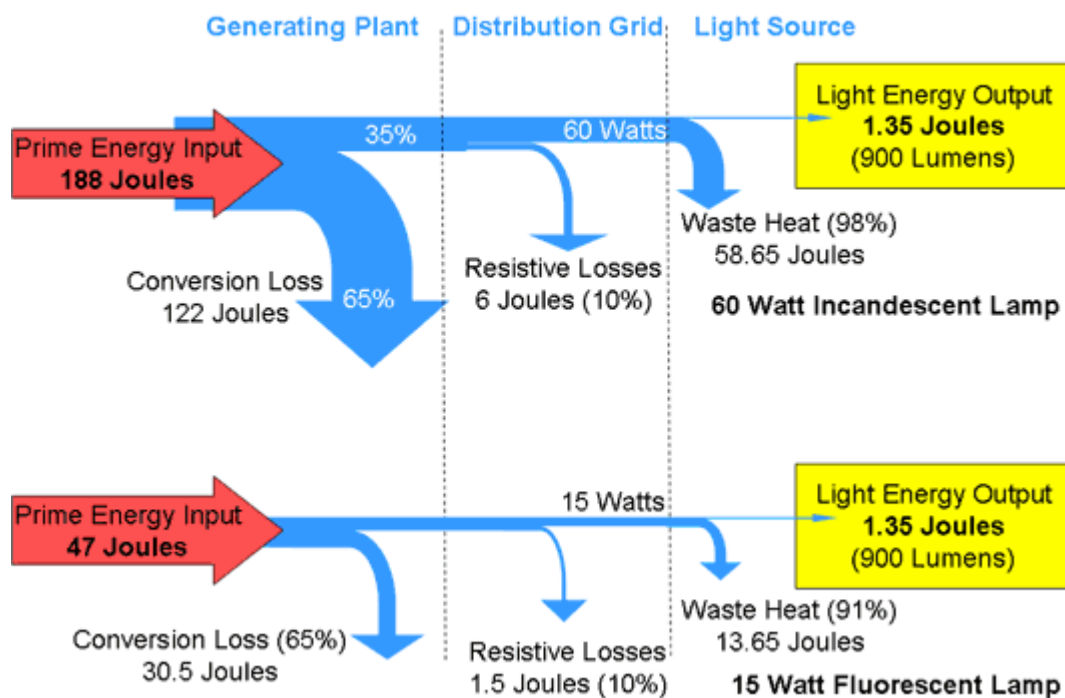 Generating Plant
Distribution Grid
Light Source
Prime Energy Input
188 Joules
35%
60 Watts
Light Energy Output
1.35 Joules
(900 Lumens)
Conversion Loss
122 Joules
65%
Resistive Losses
6 Joules (10%)
Waste Heat (98%)
58.65 Joules
60 Watt Incandescent Lamp
Prime Energy Input
47 Joules
15 Watts
Light Energy Output
1.35 Joules
(900 Lumens)
Conversion Loss (65%)
30.5 Joules
Resistive Losses
1.5 Joules (10%)
Waste Heat (91%)
13.65 Joules
15 Watt Fluorescent Lamp